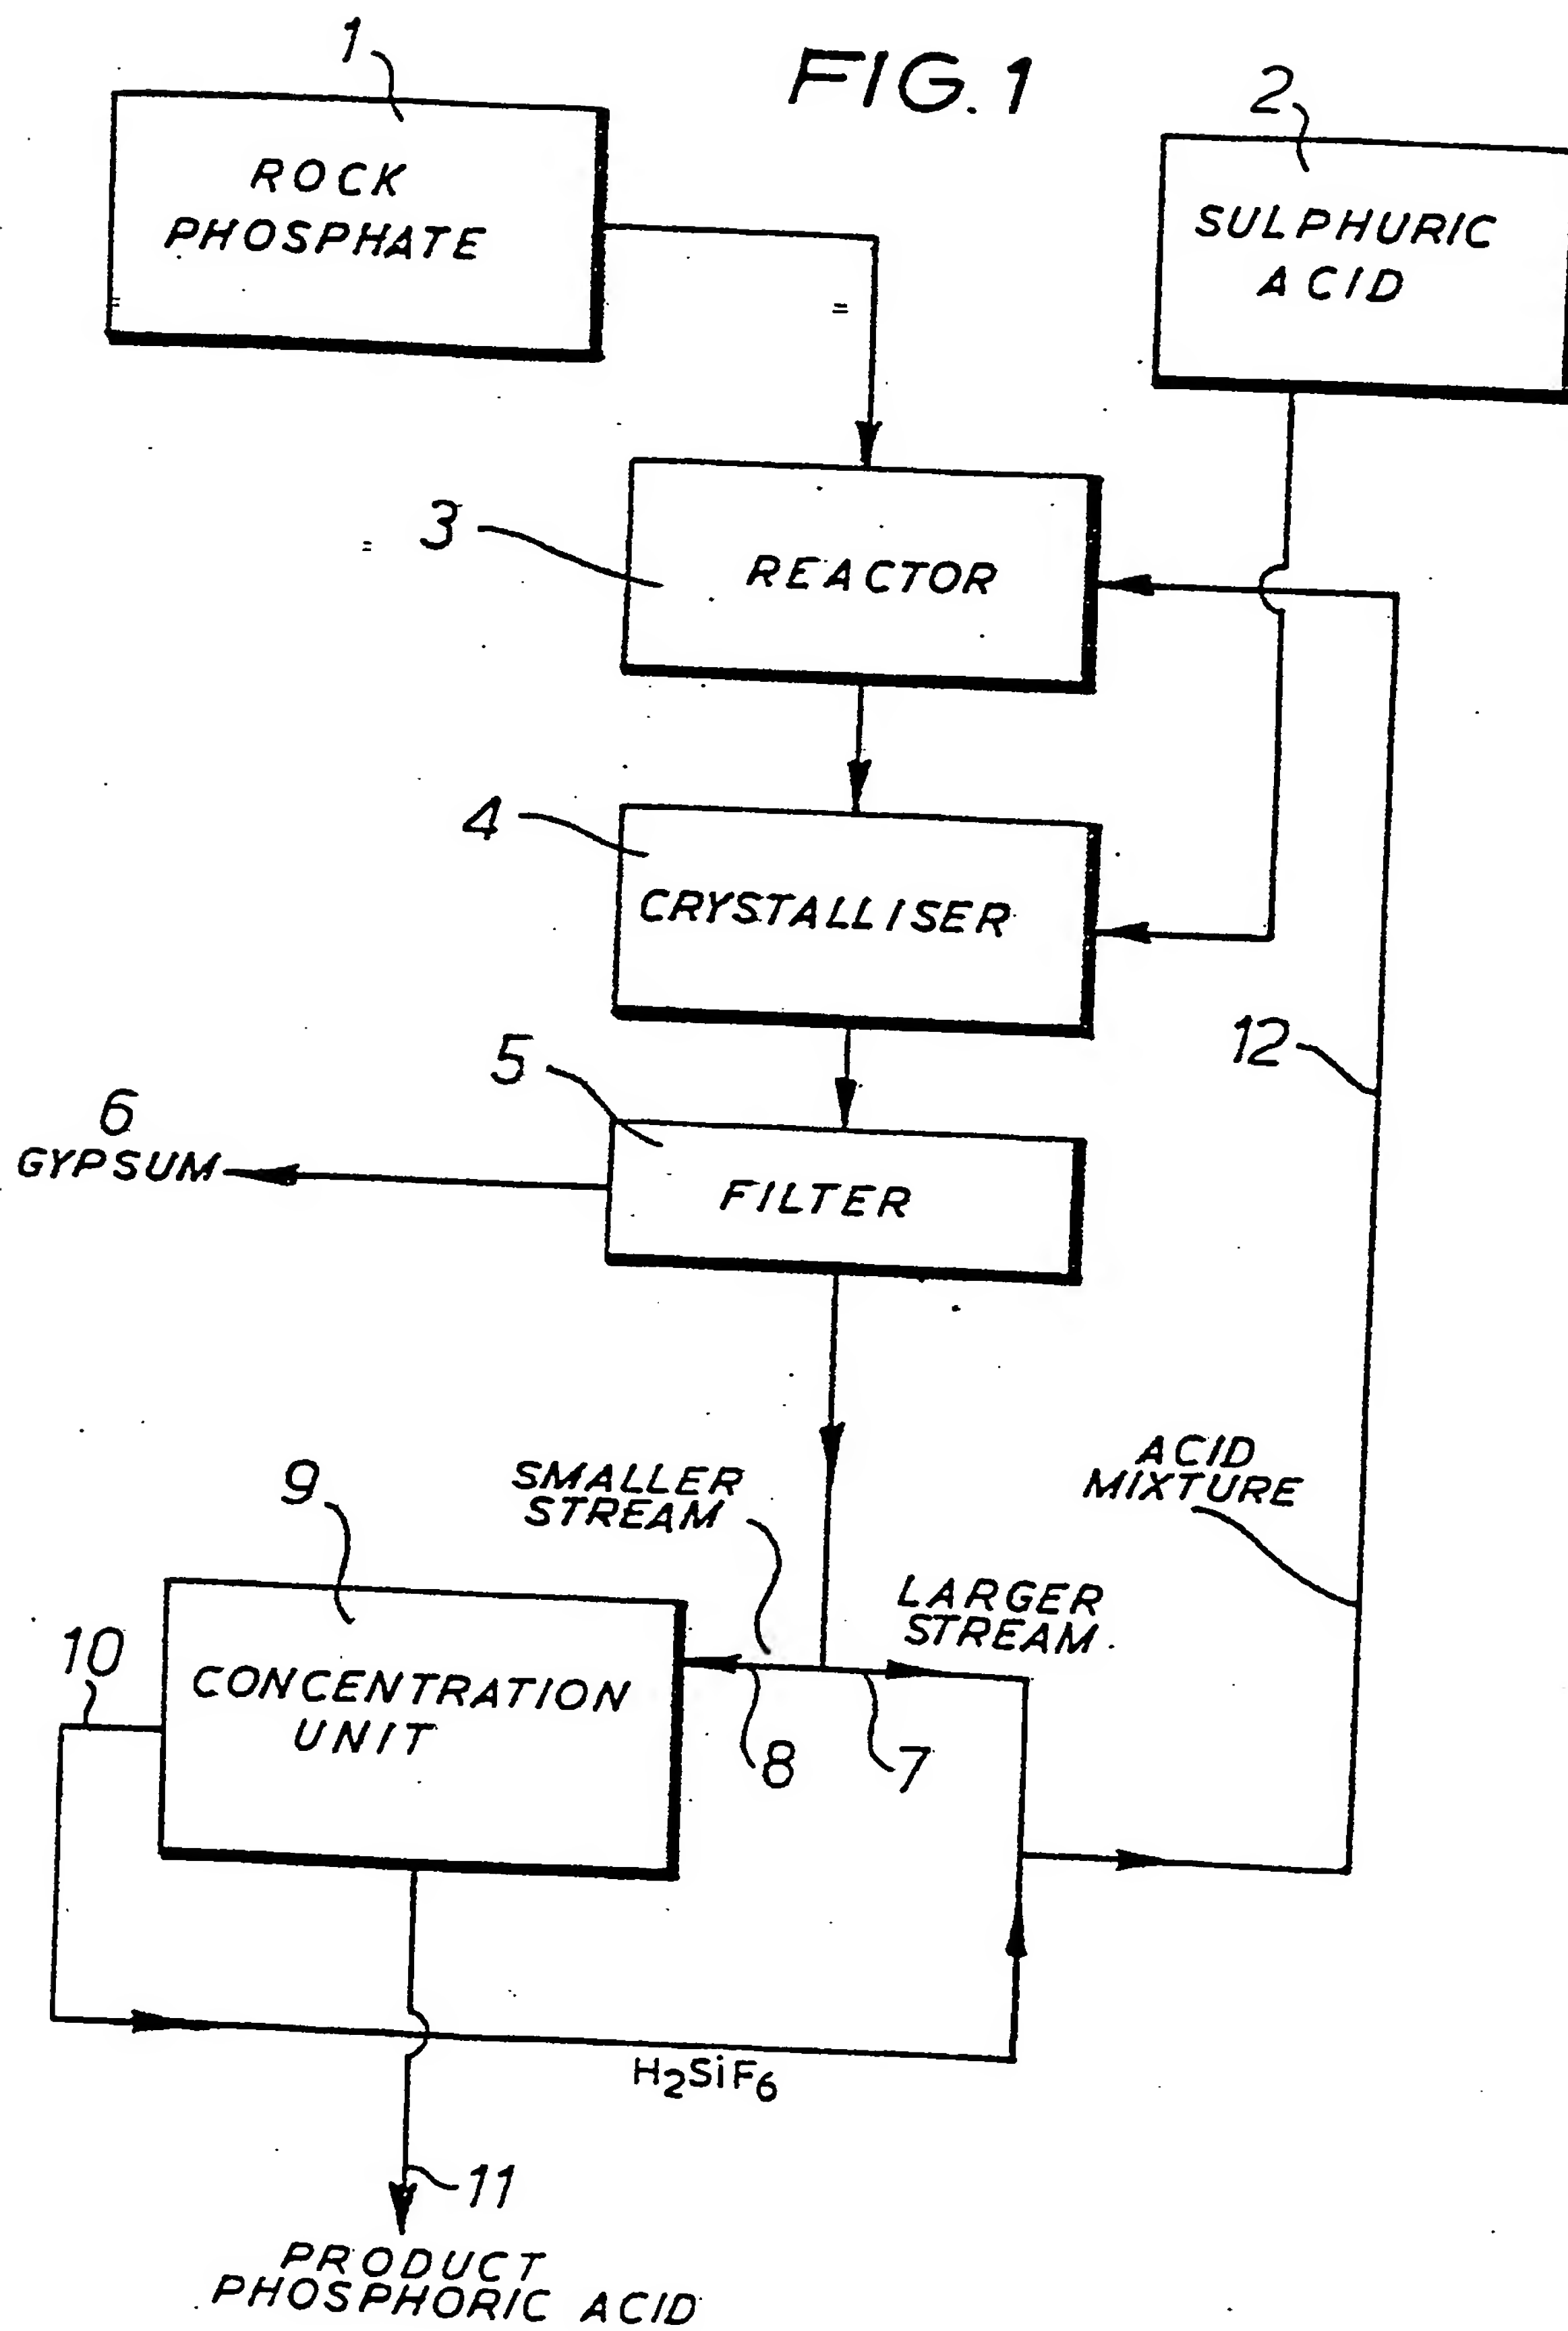 FIG. 1
1
ROCK
PHOSPHATE
2
SULPHURIC
ACID
3
REACTOR
4
CRYSTALLISER
5
FILTER
6
GYPSUM
12
ACID
MIXTURE
SMALLER
STREAM
LARGER
STREAM
9
CONCENTRATION
UNIT
10
8
7
H₂SiF₆
11
PRODUCT
PHOSPHORIC ACID